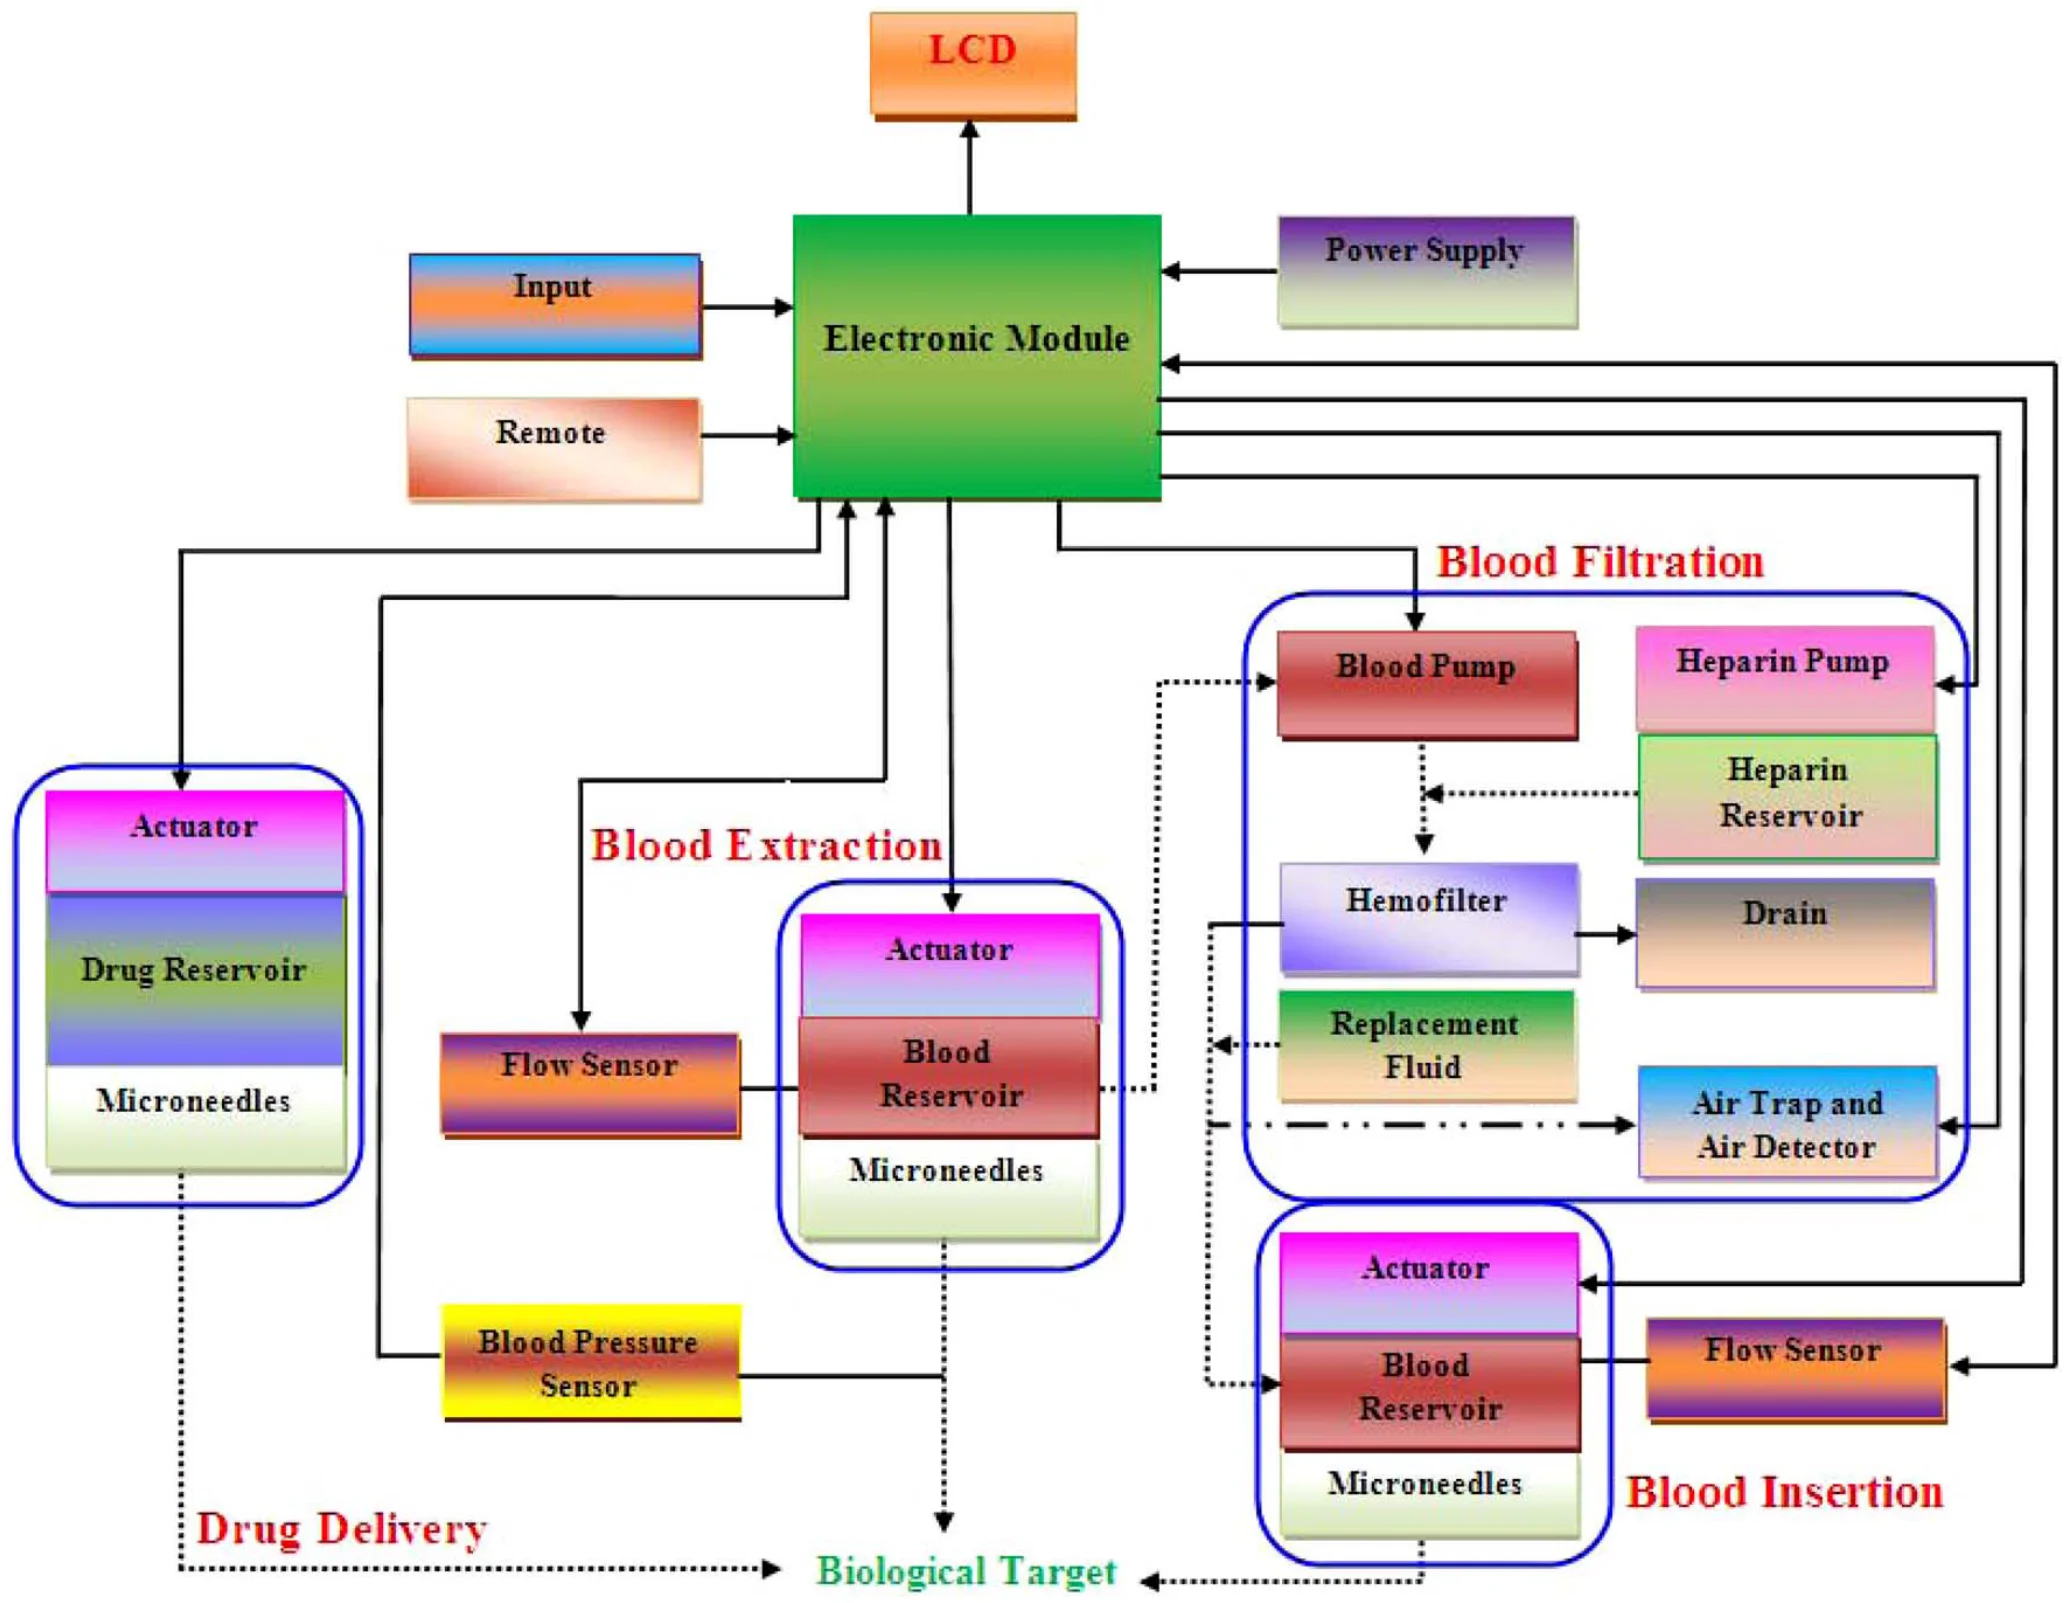 LCD
Power Supply
Input
Electronic Module
Remote
Blood Filtration
Blood Pump
Heparin Pump
Heparin
Reservoir
Actuator
Drug Reservoir
Microneedles
Blood Extraction
Actuator
Blood
Reservoir
Microneedles
Flow Sensor
Hemofilter
Drain
Replacement
Fluid
Air Trap and
Air Detector
Actuator
Blood
Reservoir
Microneedles
Flow Sensor
Blood Pressure
Sensor
Blood Insertion
Drug Delivery
Biological Target